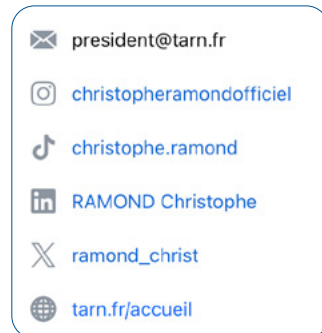 president@tarn.fr
christopheramondofficiel
christophe.ramond
RAMOND Christophe
ramond_christ
tarn.fr/accueil